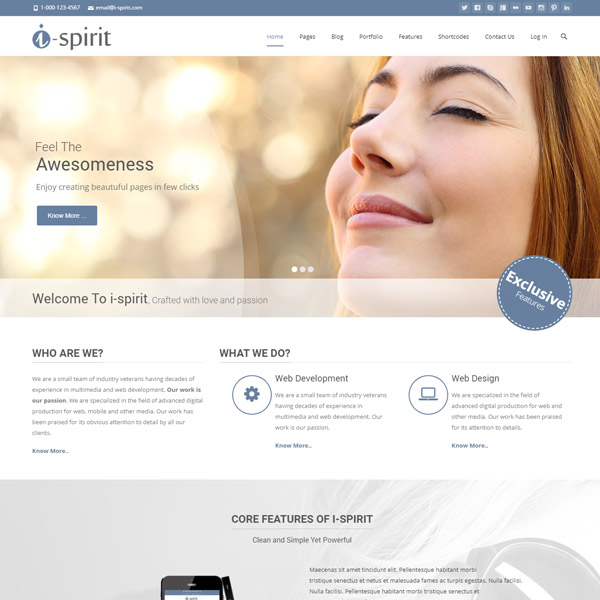 1-000-123-4567 email@i-spirit.com
i-spirit
Home Pages Blog Portfolio Features Shortcodes Contact Us Log in
Feel The
Awesomeness
Enjoy creating beautuful pages in few clicks
Know More ...
Welcome To i-spirit, Crafted with love and passion
Exclusive
Features
WHO ARE WE?
We are a small team of industry veterans having decades of
experience in multimedia and web development. Our work is
our passion. We are specialized in the field of advanced digital
production for web, mobile and other media. Our work has
been praised for its obvious attention to detail by all our
clients.
Know More..
WHAT WE DO?
Web Development
We are a small team of industry veterans
having decades of experience in
multimedia and web development. Our
work is our passion.
Know More..
Web Design
We are specialized in the field of
advanced digital production for web and
other media. Our work has been praised
for its attention to details.
Know More..
CORE FEATURES OF I-SPIRIT
Clean and Simple Yet Powerful
Maecenas sit amet tincidunt elit. Pellentesque habitant morbi
tristique senectus et netus et malesuada fames ac turpis egestas. Nulla facilisi.
Nulla facilisi. Pellentesque habitant morbi tristique senectus et